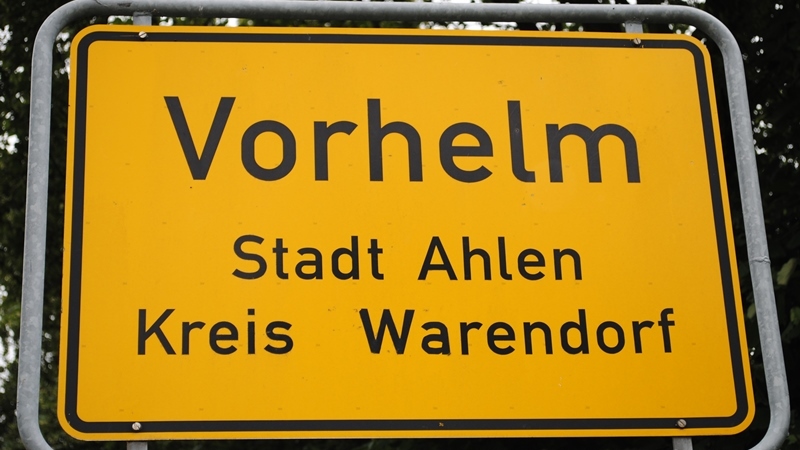 Vorhelm
Stadt Ahlen
Kreis Warendorf